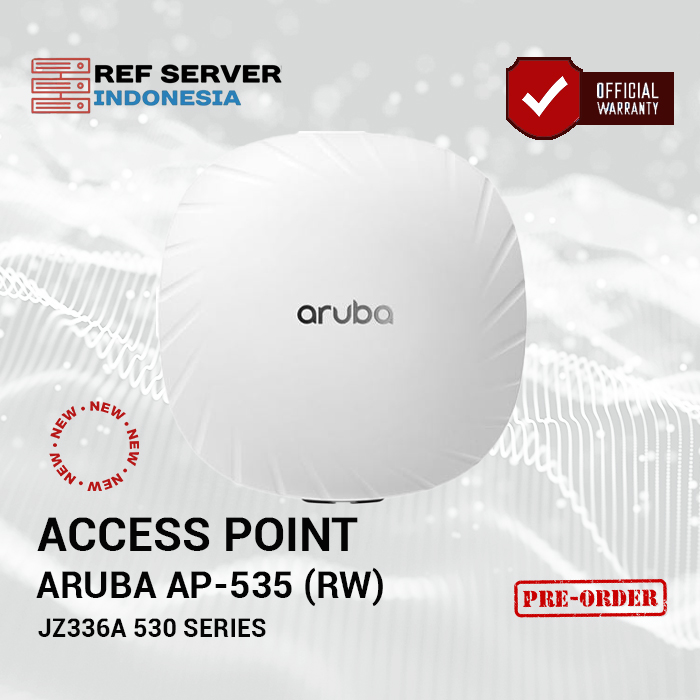 REF SERVER
INDONESIA
OFFICIAL
WARRANTY
aruba
NEW • NEW • NEW • NEW • NEW •
ACCESS POINT
ARUBA AP-535 (RW)
JZ336A 530 SERIES
PRE-ORDER